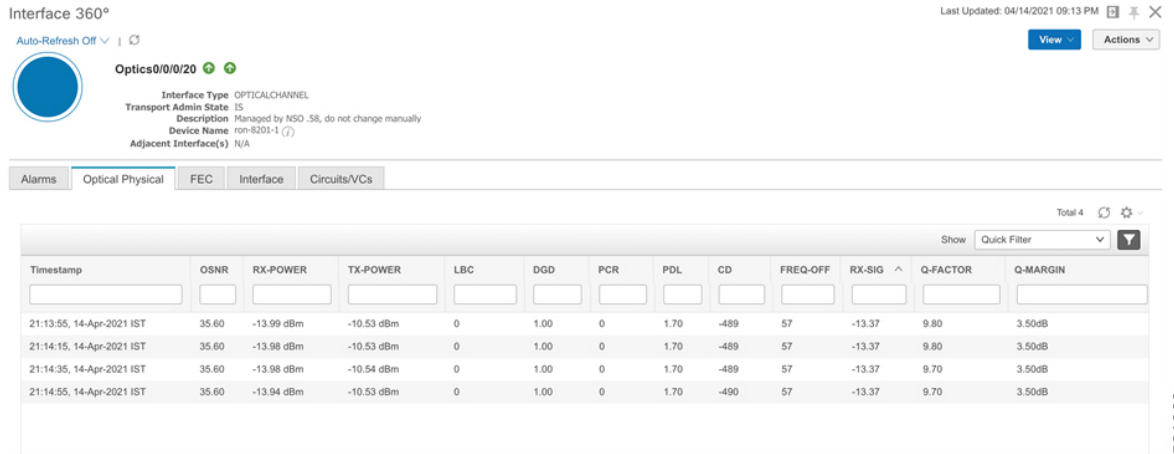 Interface 360°
Last Updated: 04/14/2021 09:13 PM
Auto-Refresh Off |
View
Actions
Optics0/0/0/20
Interface Type OPTICALCHANNEL
Transport Admin State IS
Description Managed by NSO .58, do not change manually
Device Name ron-8201-1
Adjacent Interface(s) N/A
Alarms Optical Physical FEC Interface Circuits/VCs
Total 4
Show Quick Filter
Timestamp OSNR RX-POWER TX-POWER LBC DGD PCR PDL CD FREQ-OFF RX-SIG Q-FACTOR Q-MARGIN
21:13:55, 14-Apr-2021 IST 35.60 -13.99 dBm -10.53 dBm 0 1.00 0 1.70 -489 57 -13.37 9.80 3.50dB
21:14:15, 14-Apr-2021 IST 35.60 -13.98 dBm -10.53 dBm 0 1.00 0 1.70 -489 57 -13.37 9.80 3.50dB
21:14:35, 14-Apr-2021 IST 35.60 -13.98 dBm -10.54 dBm 0 1.00 0 1.70 -489 57 -13.37 9.70 3.50dB
21:14:55, 14-Apr-2021 IST 35.60 -13.94 dBm -10.53 dBm 0 1.00 0 1.70 -490 57 -13.37 9.70 3.50dB